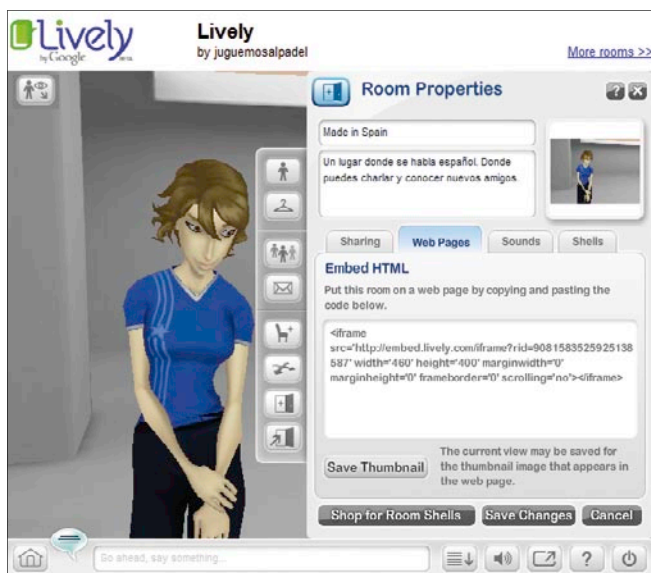 Lively
by Google
BETA
Lively
by juguemosalpadel
More rooms >>
Room Properties
? x
Made in Spain
Un lugar donde se habla español. Donde
puedes charlar y conocer nuevos amigos.
Sharing Web Pages Sounds Shells
Embed HTML
Put this room on a web page by copying and pasting the
code below.
<iframe
src='http://embed.lively.com/iframe?rid=9081583525925138
587' width='460' height='400' marginwidth='0'
marginheight='0' frameborder='0' scrolling='no'></iframe>
Save Thumbnail
The current view may be saved for
the thumbnail image that appears in
the web page.
Shop for Room Shells Save Changes Cancel
Go ahead, say something...
?